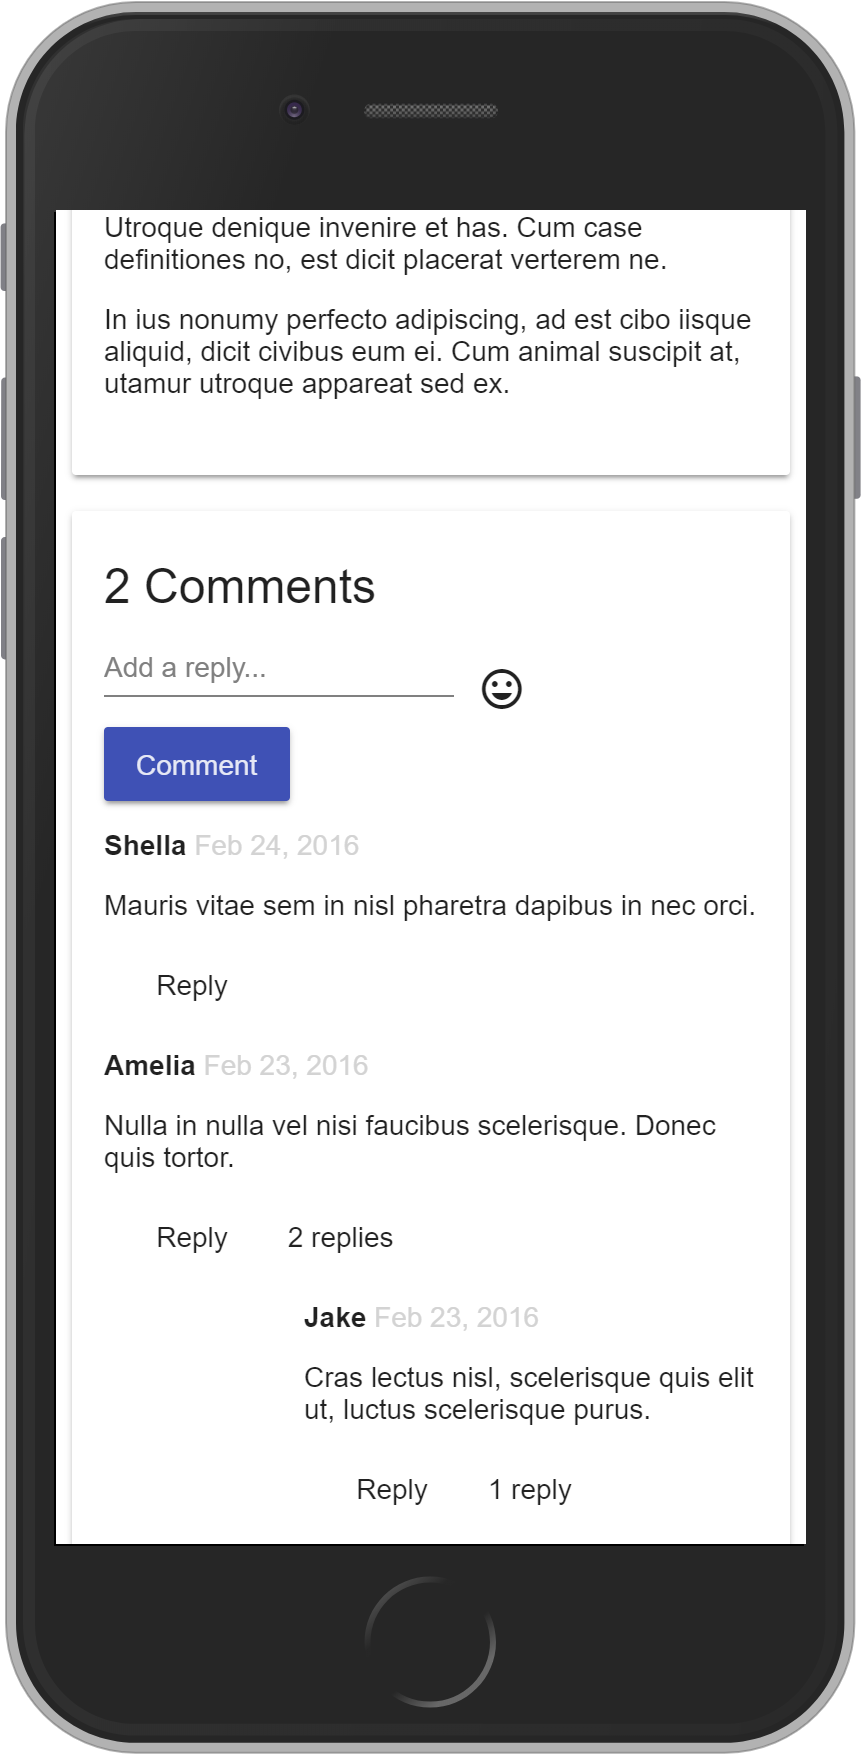 Utroque denique invenire et has. Cum case
definitiones no, est dicit placerat verterem ne.
In ius nonumy perfecto adipiscing, ad est cibo iisque
aliquid, dicit civibus eum ei. Cum animal suscipit at,
utamur utroque appareat sed ex.
2 Comments
Add a reply...
Comment
Shella Feb 24, 2016
Mauris vitae sem in nisl pharetra dapibus in nec orci.
Reply
Amelia Feb 23, 2016
Nulla in nulla vel nisi faucibus scelerisque. Donec
quis tortor.
Reply 2 replies
Jake Feb 23, 2016
Cras lectus nisl, scelerisque quis elit
ut, luctus scelerisque purus.
Reply 1 reply